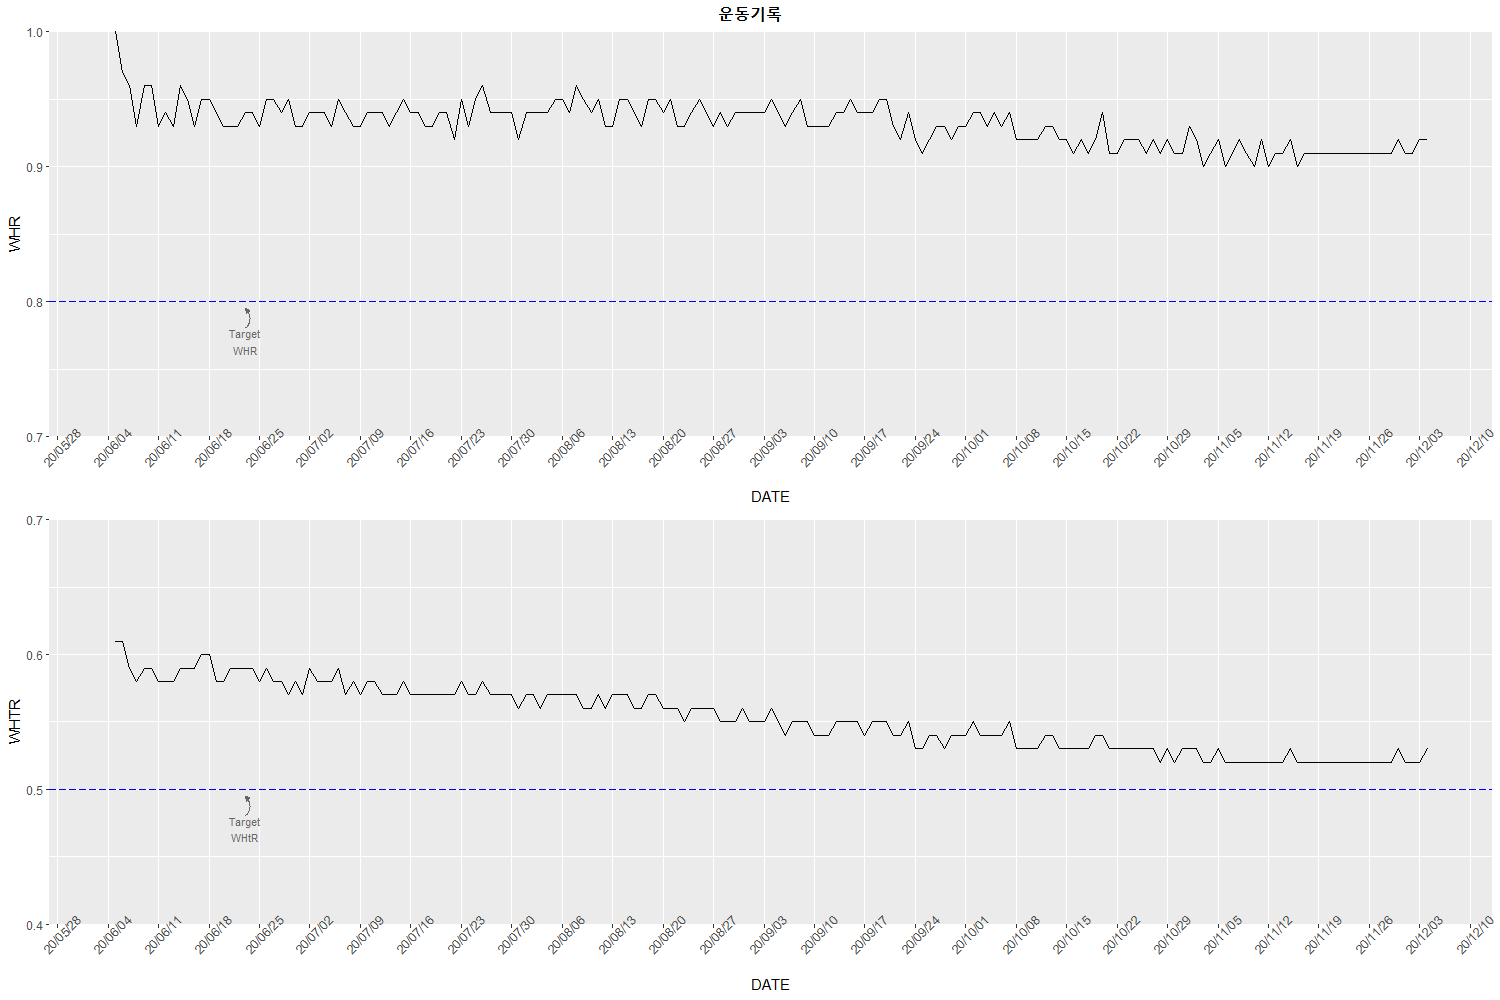 운동기록
WHR
1.0
0.9
0.8
0.7
Target
WHR
20/05/28 20/06/04 20/06/11 20/06/18 20/06/25 20/07/02 20/07/09 20/07/16 20/07/23 20/07/30 20/08/06 20/08/13 20/08/20 20/08/27 20/09/03 20/09/10 20/09/17 20/09/24 20/10/01 20/10/08 20/10/15 20/10/22 20/10/29 20/11/05 20/11/12 20/11/19 20/11/26 20/12/03 20/12/10
DATE
WHTR
0.7
0.6
0.5
0.4
Target
WHtR
20/05/28 20/06/04 20/06/11 20/06/18 20/06/25 20/07/02 20/07/09 20/07/16 20/07/23 20/07/30 20/08/06 20/08/13 20/08/20 20/08/27 20/09/03 20/09/10 20/09/17 20/09/24 20/10/01 20/10/08 20/10/15 20/10/22 20/10/29 20/11/05 20/11/12 20/11/19 20/11/26 20/12/03 20/12/10
DATE